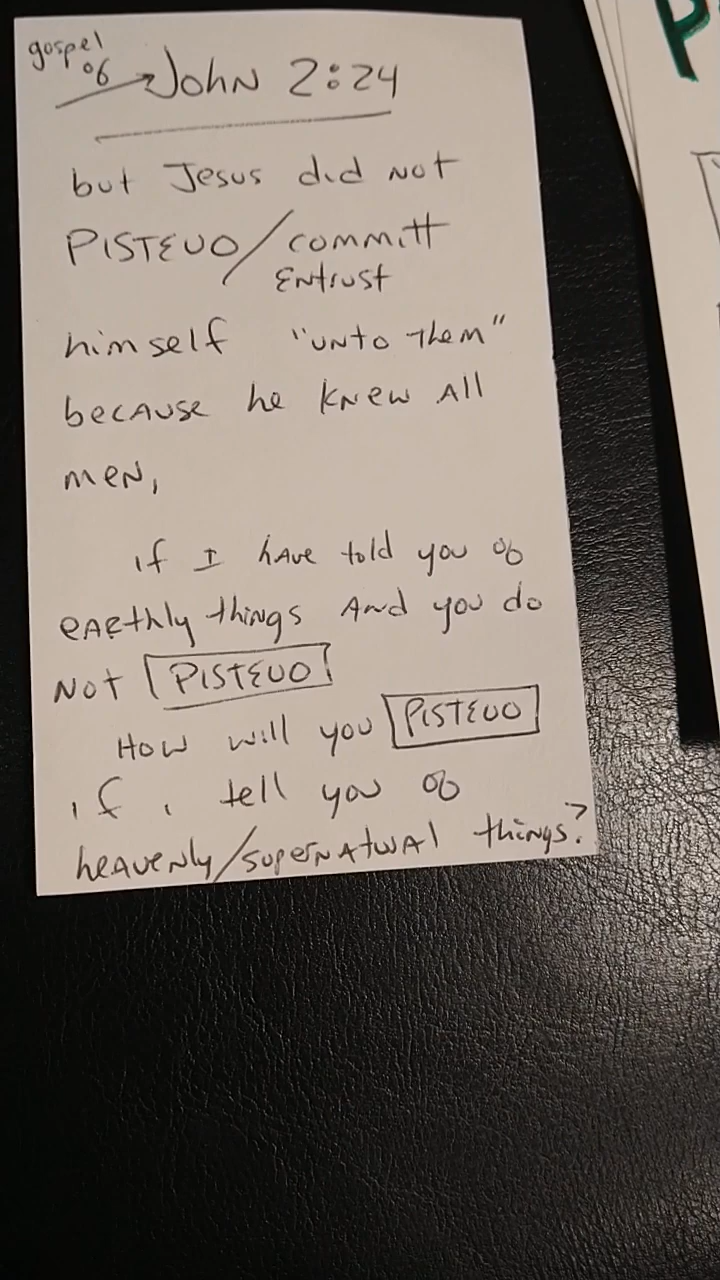 gospel
of
John 2:24
but Jesus did not
PISTEUO/committ
Entrust
himself "unto them"
because he knew all
men,
if I have told you of
earthly things and you do
not PISTEUO
How will you PISTEUO
if i tell you of
heavenly/supernatual things?
P